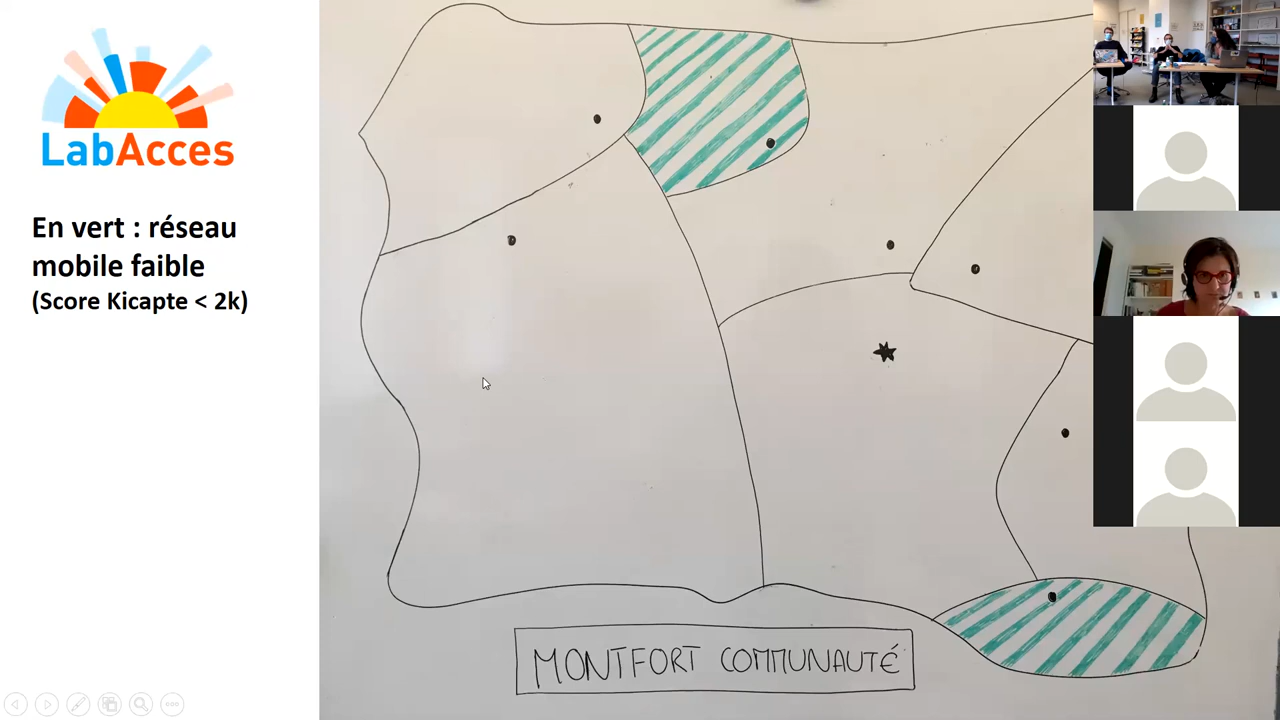 LabAcces
En vert : réseau
mobile faible
(Score Kicapte < 2k)
MONTFORT COMMUNAUTÉ